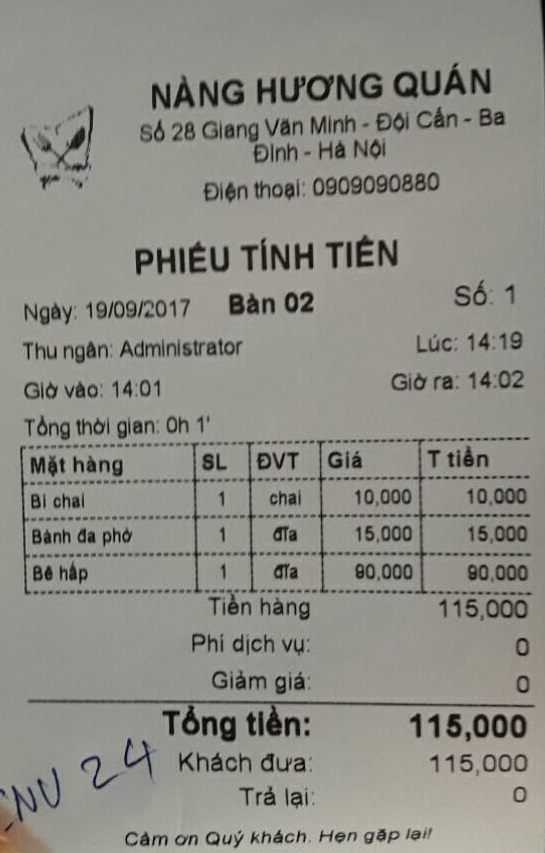 NÀNG HƯƠNG QUÁN
Số 28 Giang Văn Minh - Đội Cấn - Ba
Đình - Hà Nội
Điện thoại: 0909090880
PHIẾU TÍNH TIỀN
Ngày: 19/09/2017 Bàn 02 Số: 1
Thu ngân: Administrator Lúc: 14:19
Giờ vào: 14:01 Giờ ra: 14:02
Tổng thời gian: 0h 1'
Mặt hàng SL ĐVT Giá T tiền
Bi chai 1 chai 10,000 10,000
Bánh đa phở 1 đĩa 15,000 15,000
Bê hấp 1 đĩa 90,000 90,000
Tiền hàng 115,000
Phí dịch vụ: 0
Giảm giá: 0
Tổng tiền: 115,000
Khách đưa: 115,000
Trả lại: 0
24
Cảm ơn Quý khách. Hẹn gặp lại!